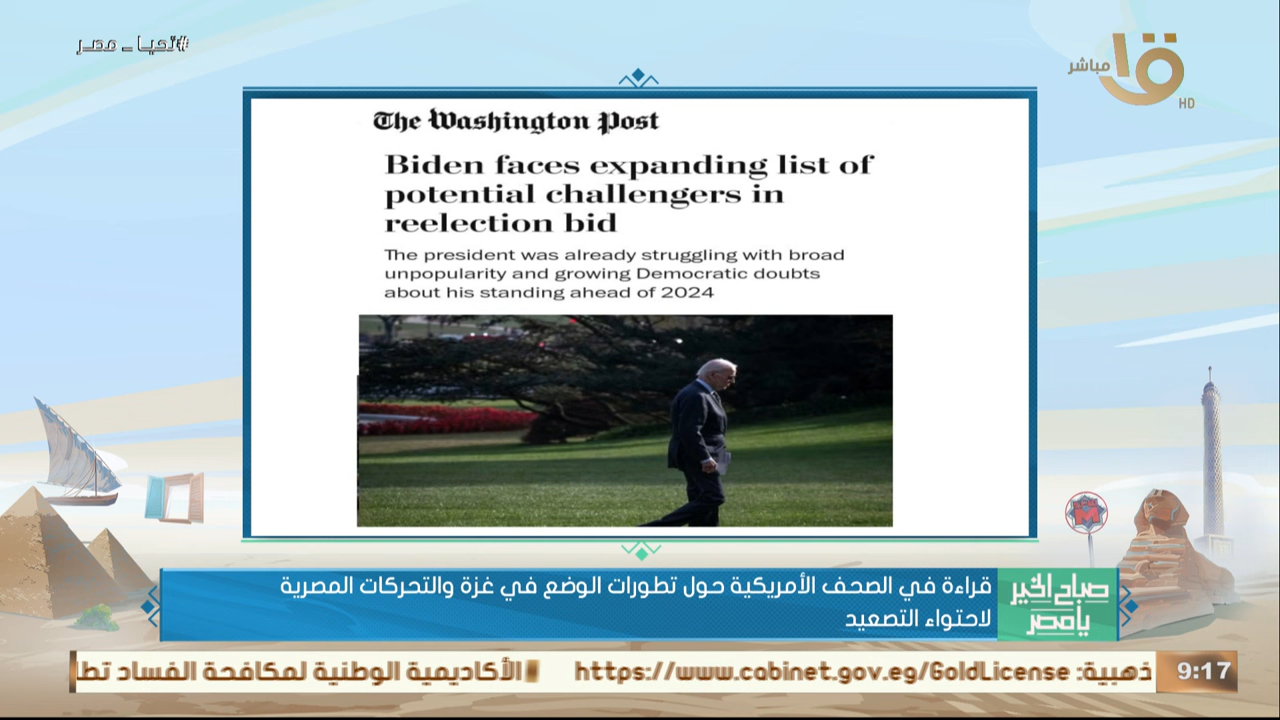 #تحيا_مصر
مباشر
HD
The Washington Post
Biden faces expanding list of
potential challengers in
reelection bid
The president was already struggling with broad
unpopularity and growing Democratic doubts
about his standing ahead of 2024
M
صباح الخير
يا مصر
قراءة في الصحف الأمريكية حول تطورات الوضع في غزة والتحركات المصرية
لاحتواء التصعيد
9:17
ذهبية: https://www.cabinet.gov.eg/GoldLicense الأكاديمية الوطنية لمكافحة الفساد تطا